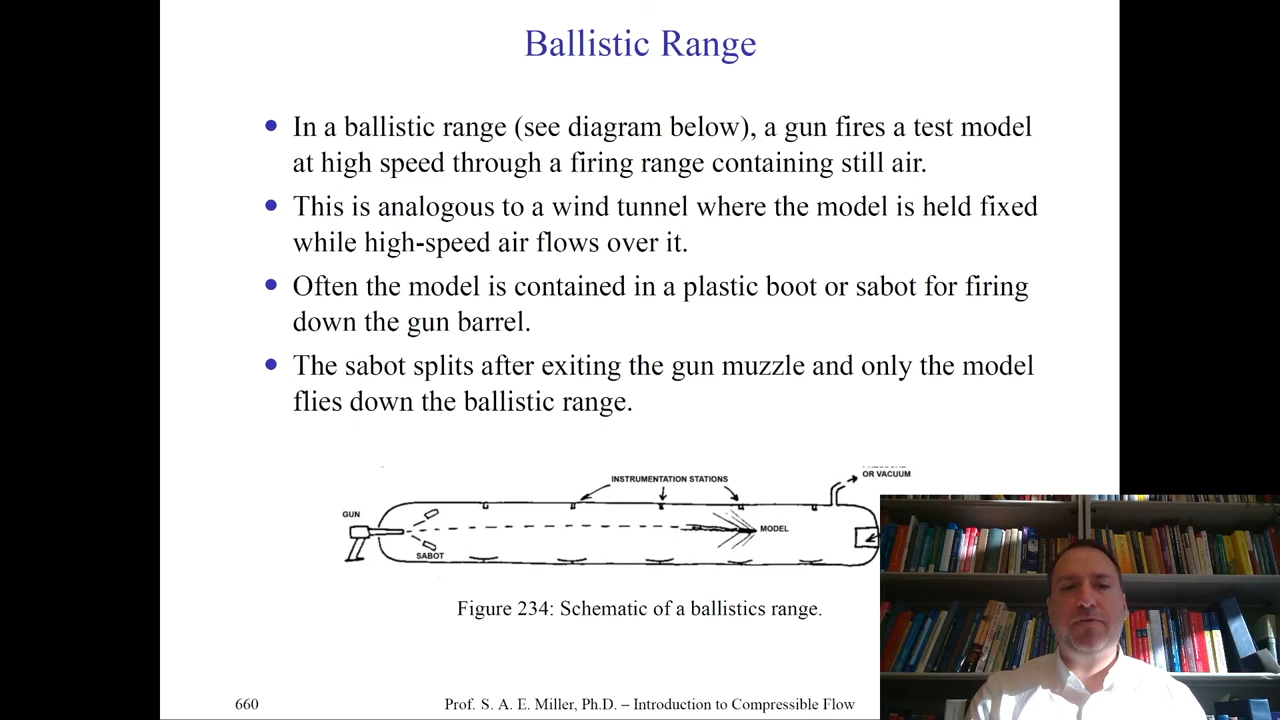 Ballistic Range
In a ballistic range (see diagram below), a gun fires a test model
at high speed through a firing range containing still air.
This is analogous to a wind tunnel where the model is held fixed
while high-speed air flows over it.
Often the model is contained in a plastic boot or sabot for firing
down the gun barrel.
The sabot splits after exiting the gun muzzle and only the model
flies down the ballistic range.
OR VACUUM
INSTRUMENTATION STATIONS
GUN
MODEL
SABOT
Figure 234: Schematic of a ballistics range.
660
Prof. S. A. E. Miller, Ph.D. – Introduction to Compressible Flow